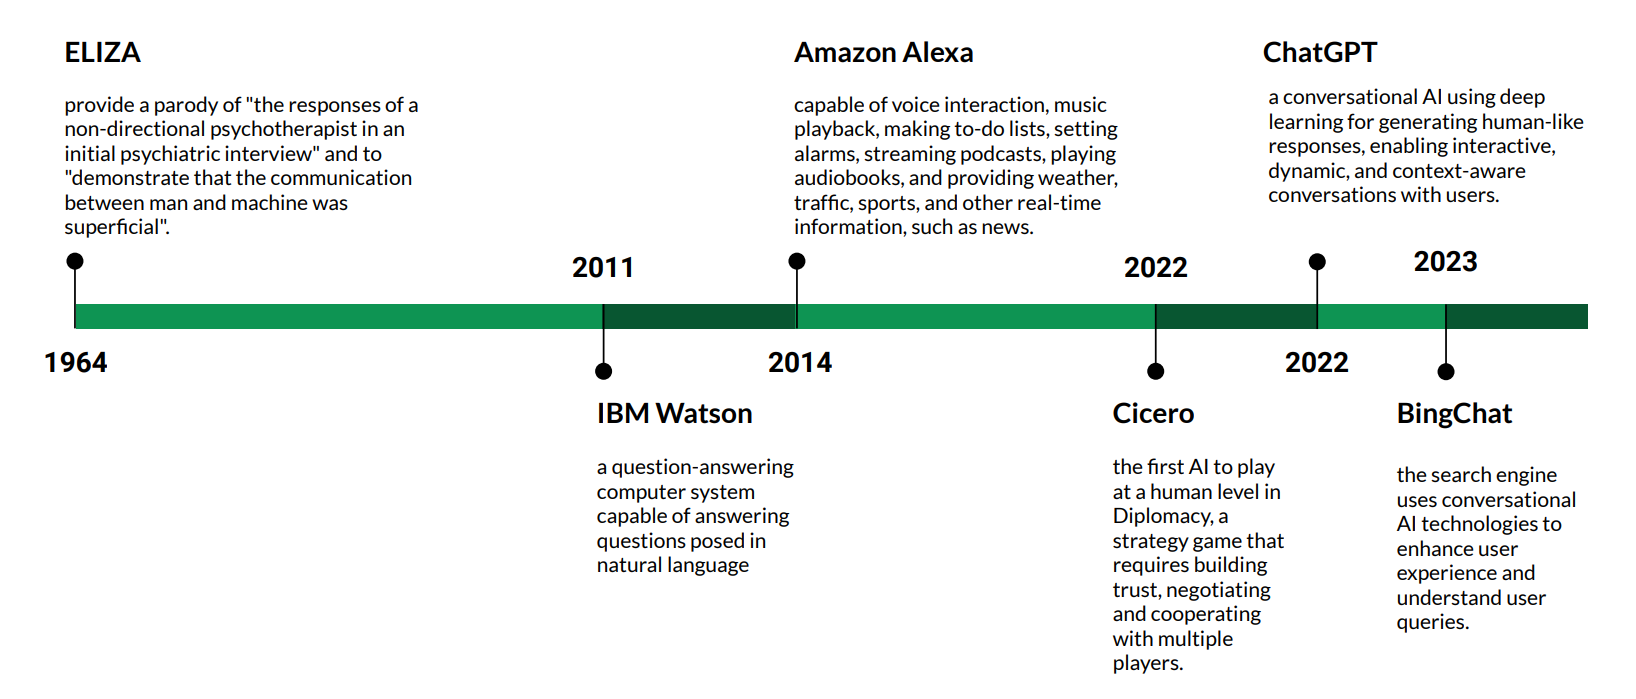 ELIZA
provide a parody of "the responses of a
non-directional psychotherapist in an
initial psychiatric interview" and to
"demonstrate that the communication
between man and machine was
superficial".
1964
2011
IBM Watson
a question-answering
computer system
capable of answering
questions posed in
natural language
Amazon Alexa
capable of voice interaction, music
playback, making to-do lists, setting
alarms, streaming podcasts, playing
audiobooks, and providing weather,
traffic, sports, and other real-time
information, such as news.
2014
2022
Cicero
the first AI to play
at a human level in
Diplomacy, a
strategy game that
requires building
trust, negotiating
and cooperating
with multiple
players.
ChatGPT
a conversational AI using deep
learning for generating human-like
responses, enabling interactive,
dynamic, and context-aware
conversations with users.
2022
2023
BingChat
the search engine
uses conversational
AI technologies to
enhance user
experience and
understand user
queries.